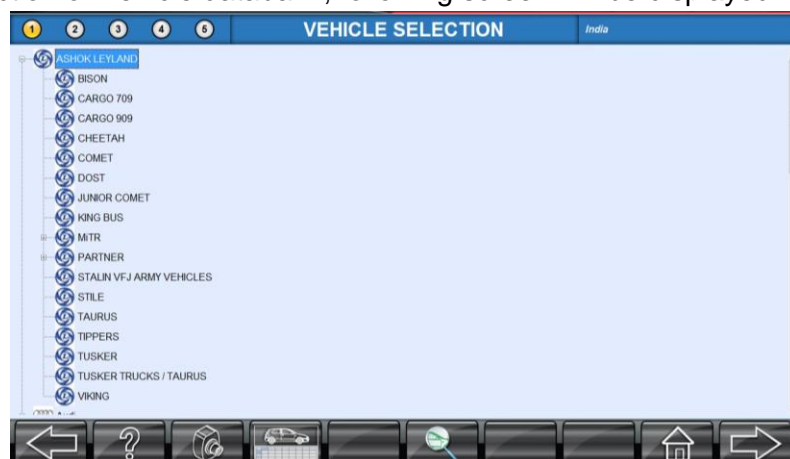 1 2 3 4 5 VEHICLE SELECTION India
ASHOK LEYLAND
BISON
CARGO 709
CARGO 909
CHEETAH
COMET
DOST
JUNIOR COMET
KING BUS
MiTR
PARTNER
STALIN VFJ ARMY VEHICLES
STILE
TAURUS
TIPPERS
TUSKER
TUSKER TRUCKS / TAURUS
VIKING